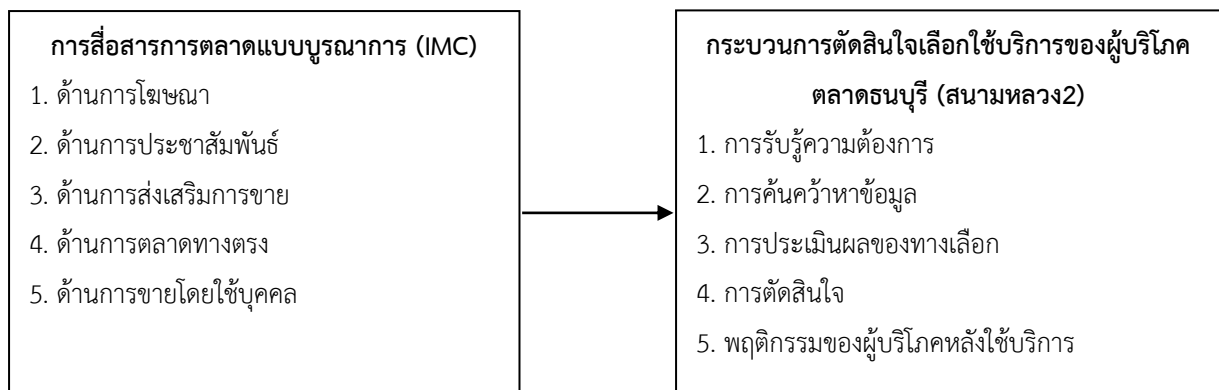 การสื่อสารการตลาดแบบบูรณาการ (IMC)
1. ด้านการโฆษณา
2. ด้านการประชาสัมพันธ์
3. ด้านการส่งเสริมการขาย
4. ด้านการตลาดทางตรง
5. ด้านการขายโดยใช้บุคคล
กระบวนการตัดสินใจเลือกใช้บริการของผู้บริโภค
ตลาดธนบุรี (สนามหลวง2)
1. การรับรู้ความต้องการ
2. การค้นคว้าหาข้อมูล
3. การประเมินผลของทางเลือก
4. การตัดสินใจ
5. พฤติกรรมของผู้บริโภคหลังใช้บริการ